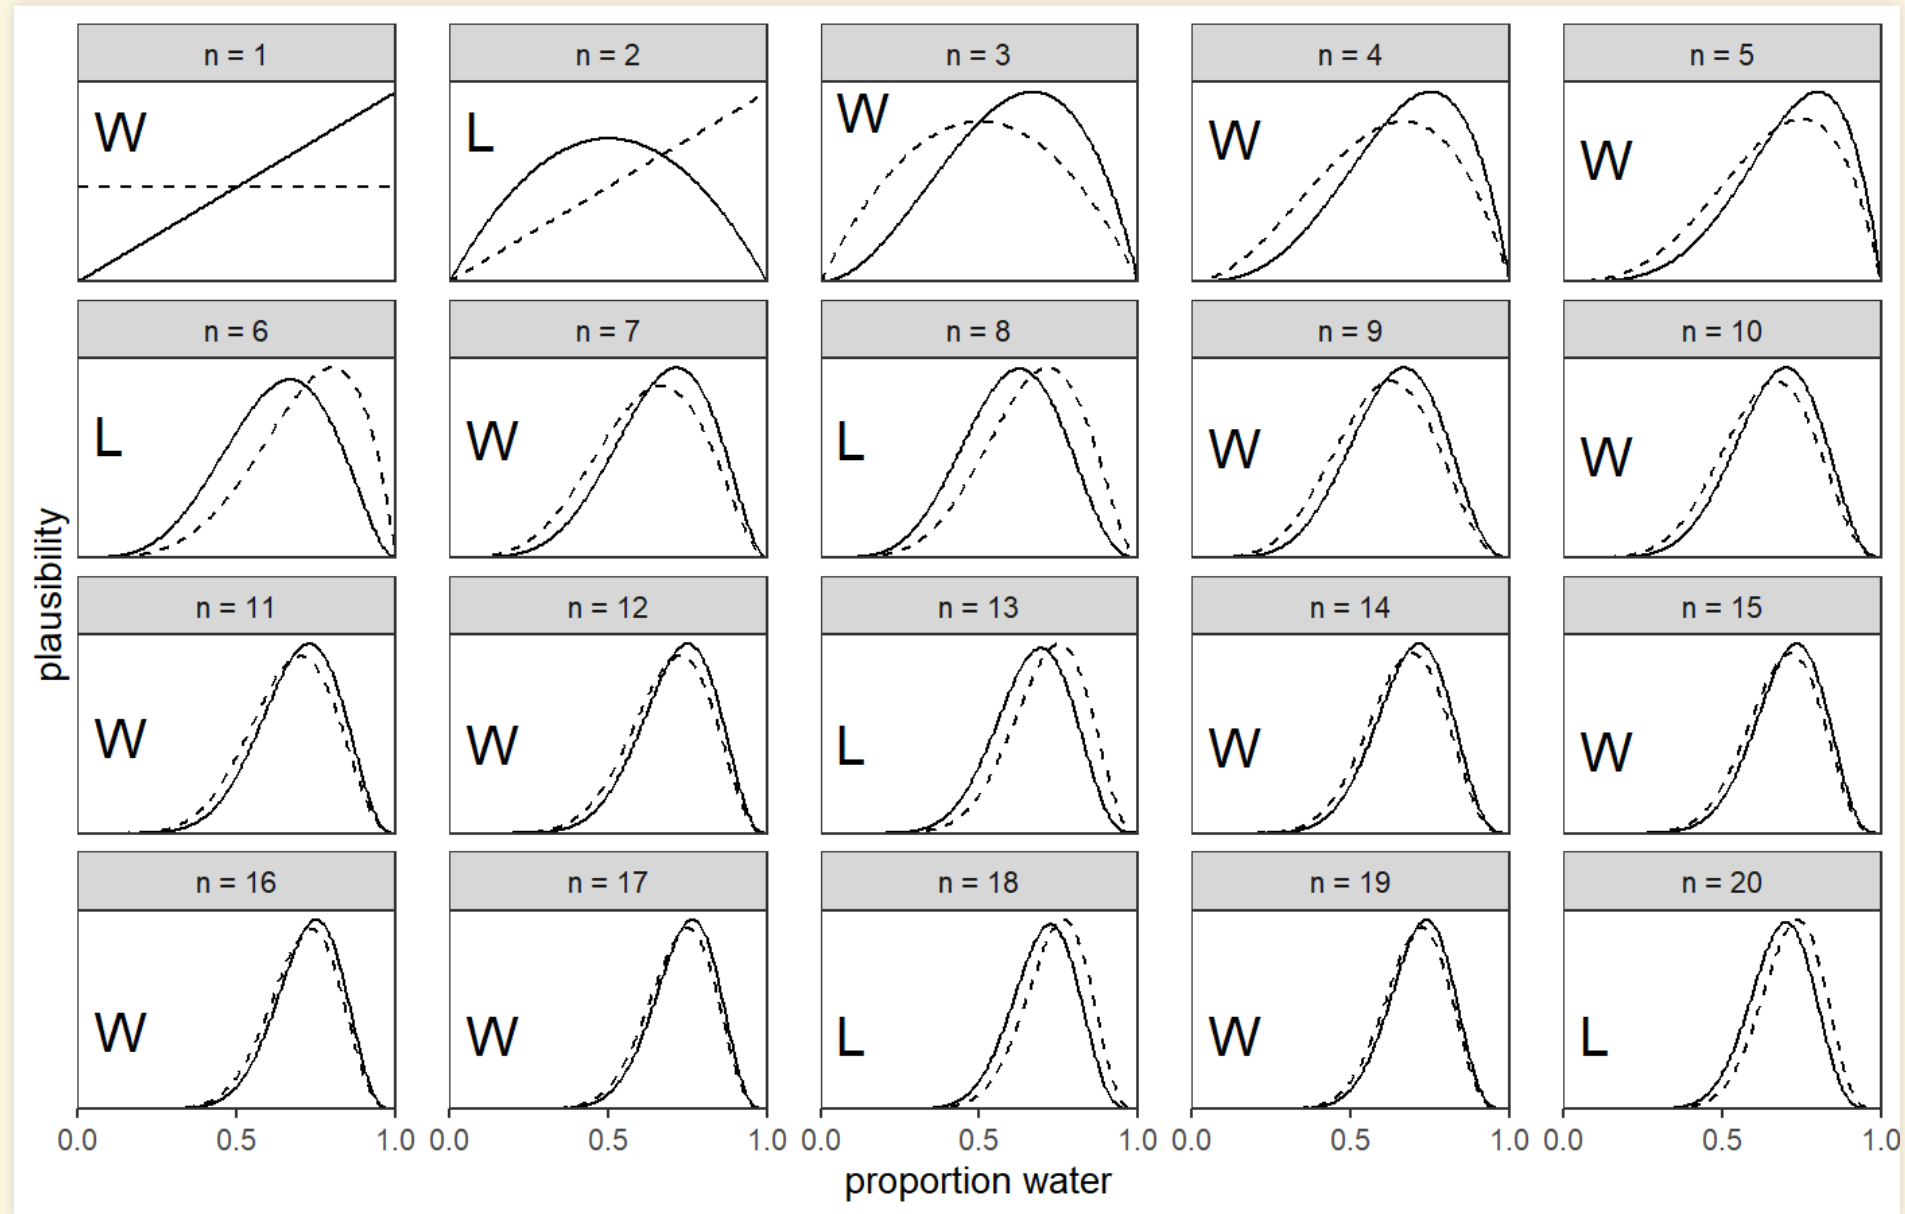 n = 1
n = 2
n = 3
n = 4
n = 5
W
L
W
W
W
n = 6
n = 7
n = 8
n = 9
n = 10
L
W
L
W
W
n = 11
n = 12
n = 13
n = 14
n = 15
W
W
L
W
W
n = 16
n = 17
n = 18
n = 19
n = 20
W
W
L
W
L
plausibility
0.0 0.5 1.0 0.0 0.5 1.0 0.0 0.5 1.0 0.0 0.5 1.0 0.0 0.5 1.0
proportion water